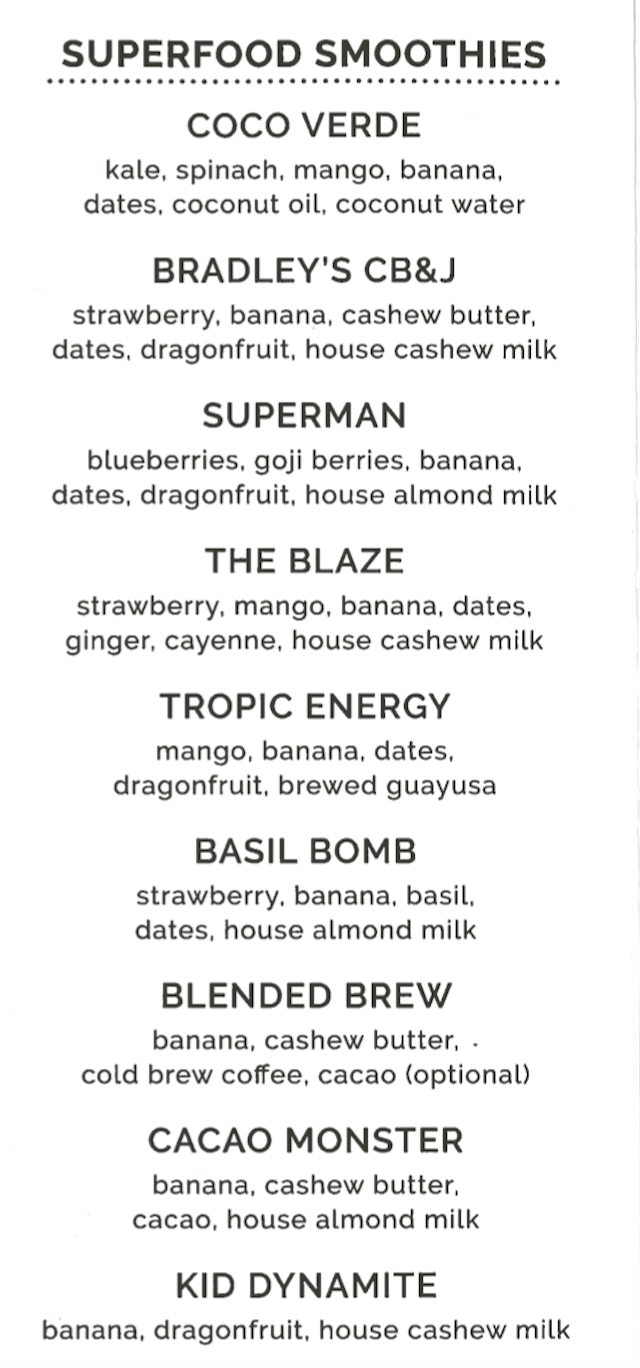 SUPERFOOD SMOOTHIES
COCO VERDE
kale, spinach, mango, banana,
dates, coconut oil, coconut water
BRADLEY'S CB&J
strawberry, banana, cashew butter,
dates, dragonfruit, house cashew milk
SUPERMAN
blueberries, goji berries, banana,
dates, dragonfruit, house almond milk
THE BLAZE
strawberry, mango, banana, dates,
ginger, cayenne, house cashew milk
TROPIC ENERGY
mango, banana, dates,
dragonfruit, brewed guayusa
BASIL BOMB
strawberry, banana, basil,
dates, house almond milk
BLENDED BREW
banana, cashew butter,
cold brew coffee, cacao (optional)
CACAO MONSTER
banana, cashew butter,
cacao, house almond milk
KID DYNAMITE
banana, dragonfruit, house cashew milk